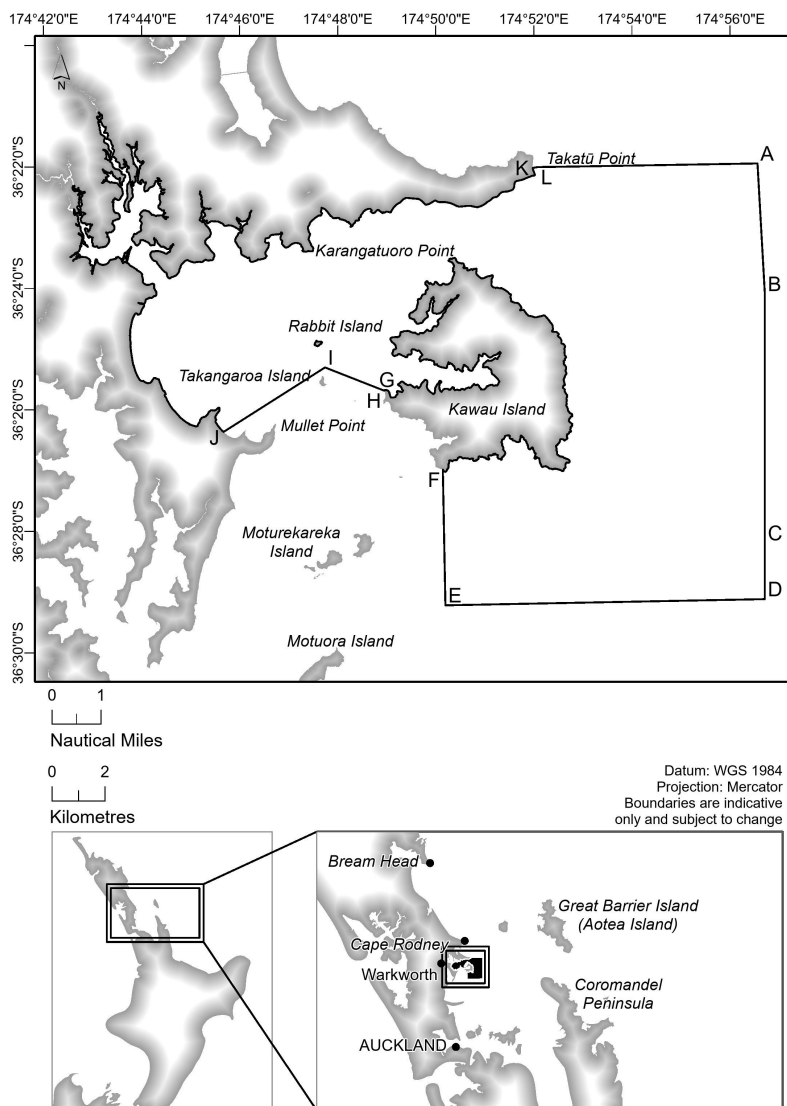 174°42'0"E 174°44'0"E 174°46'0"E 174°48'0"E 174°50'0"E 174°52'0"E 174°5°0"E 174°56'0"E
N
36°22'0"S
36°24'0"S
36°26'0"S
36°28'0"S
36°30'0"S
K
Takatū Point
A
L
Karangatuoro Point
B
Rabbit Island
I
Takangaroa Island
G
H
Kawau Island
J
Mullet Point
F
Moturekareka
Island
C
E
D
Motuora Island
0 1
Nautical Miles
0 2
Kilometres
Datum: WGS 1984
Projection: Mercator
Boundaries are indicative
only and subject to change
Bream Head
Great Barrier Island
(Aotea Island)
Cape Rodney
Warkworth
Coromandel
Peninsula
AUCKLAND